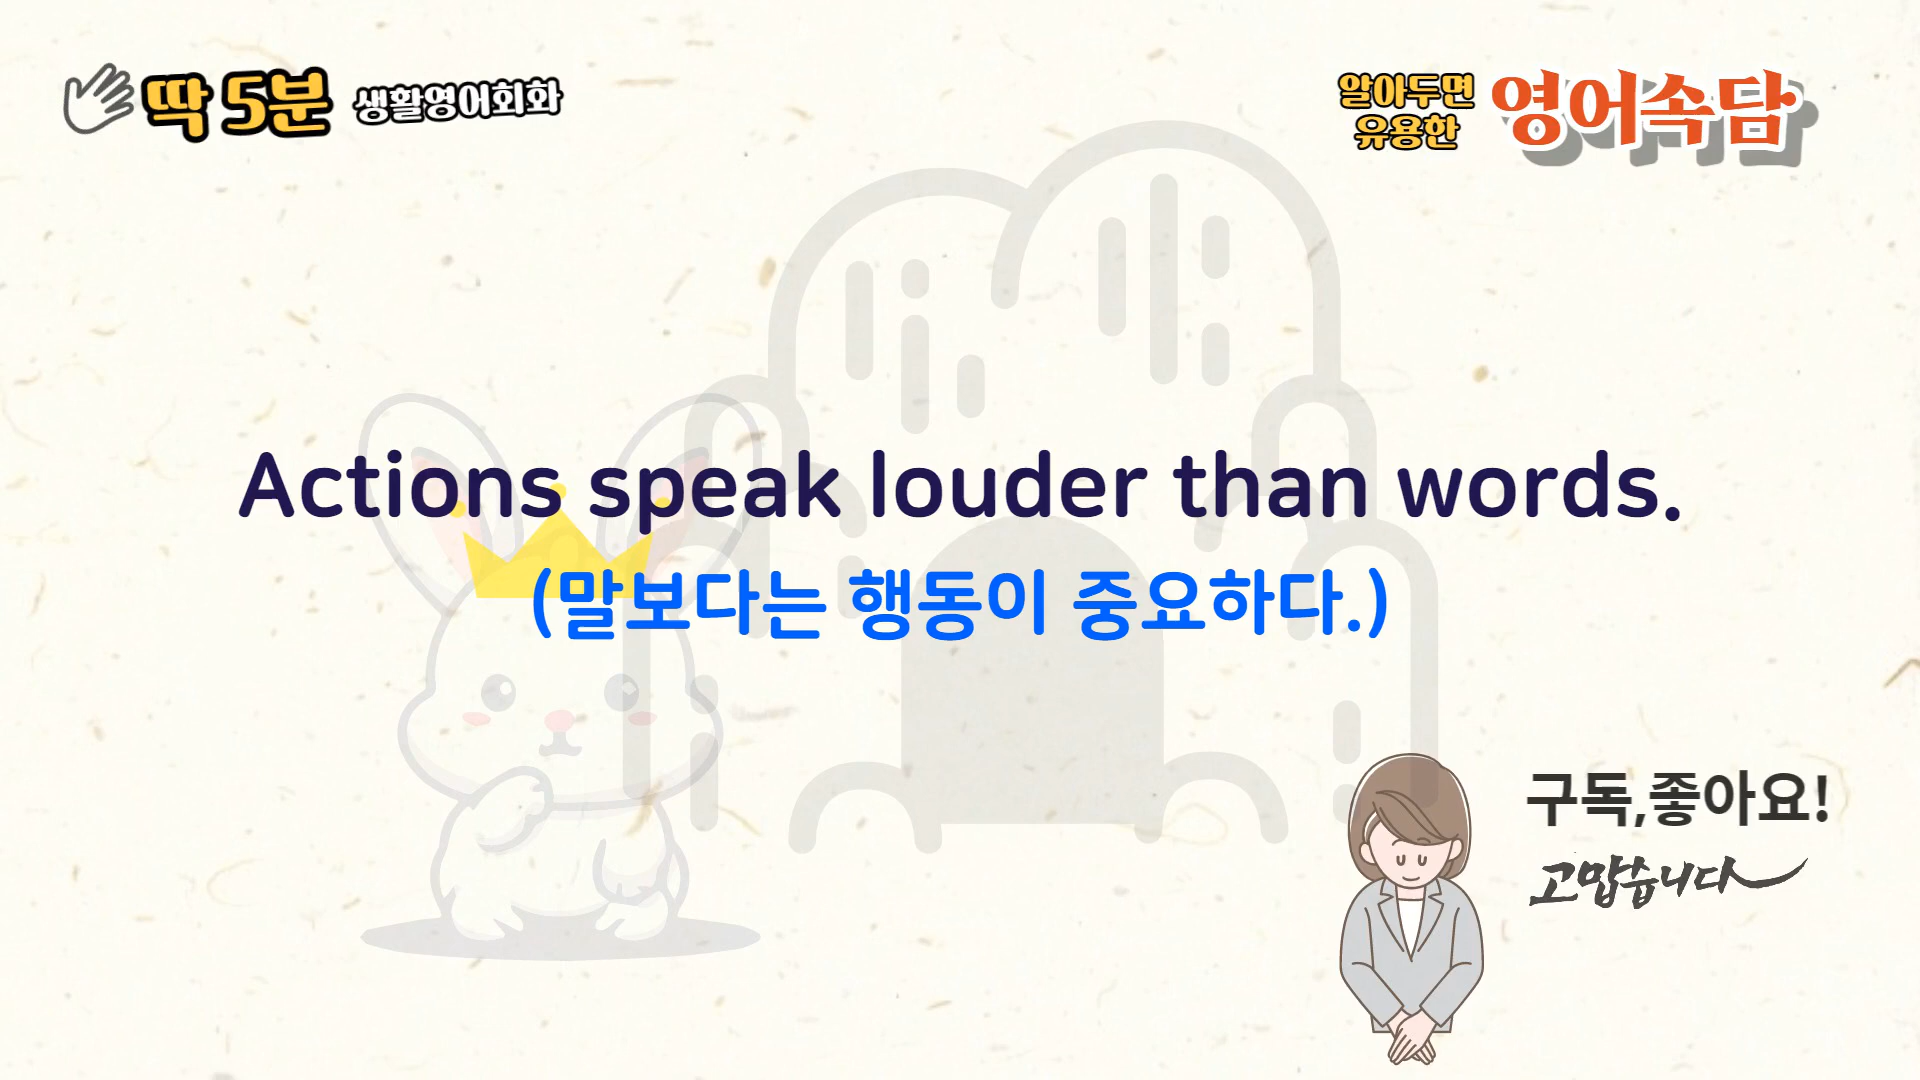 딱 5분 생활영어회화
알아두면
유용한
영어속담
Actions speak louder than words.
(말보다는 행동이 중요하다.)
구독,좋아요!
고맙습니다